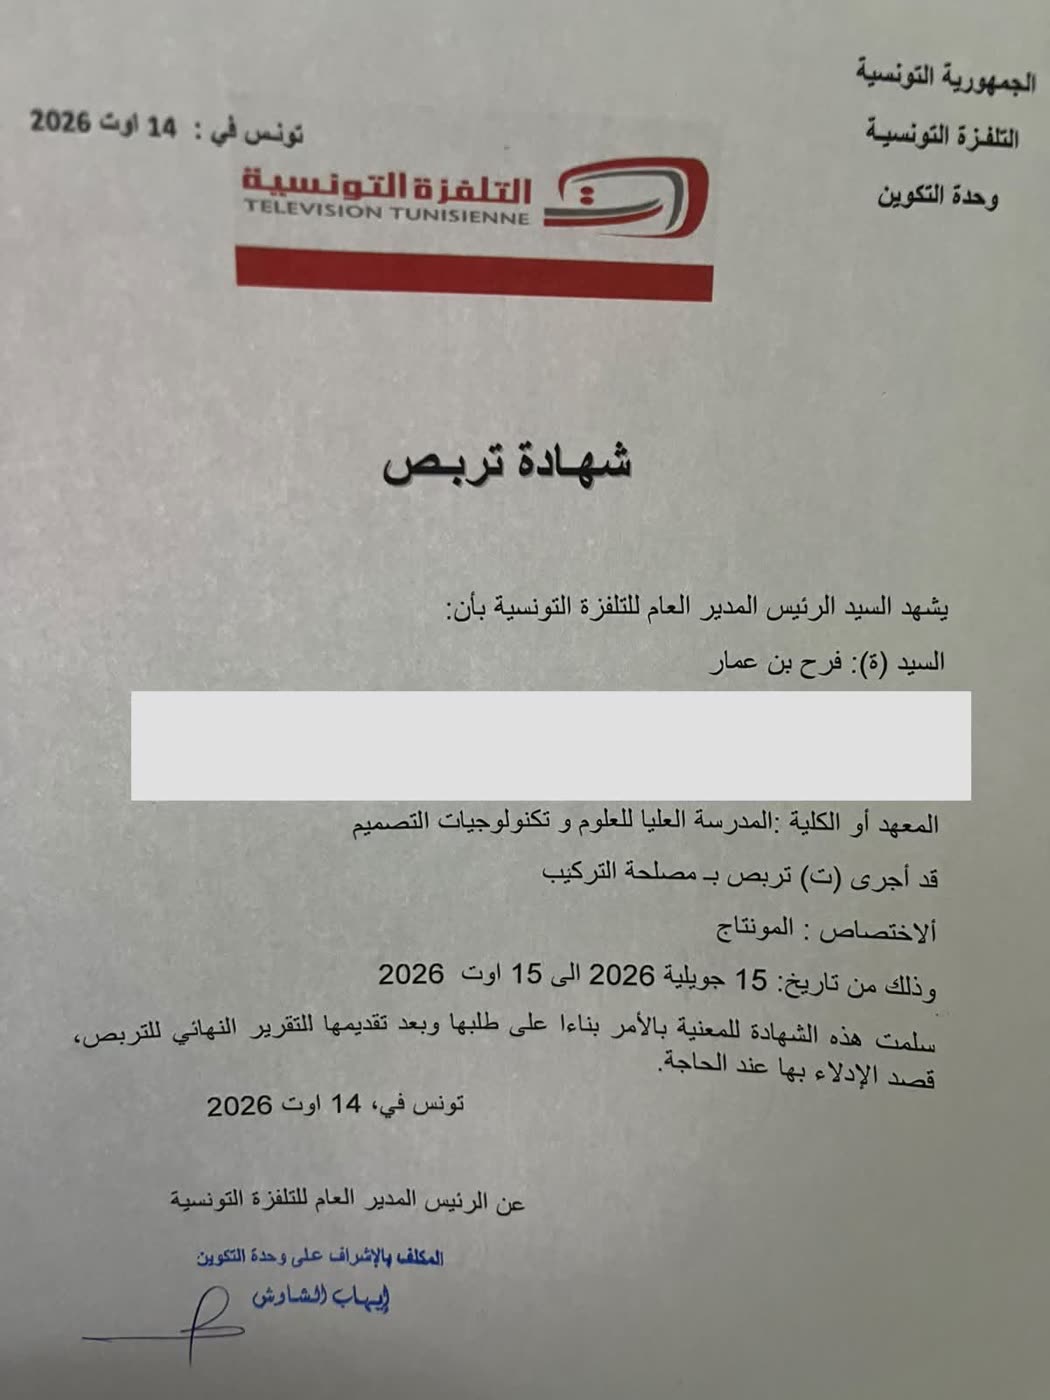 الجمهورية التونسية
التلفزة التونسية
وحدة التكوين
تونس في : 14 اوت 2026
التلفزة التونسية
TELEVISION TUNISIENNE
شهادة تربص
يشهد السيد الرئيس المدير العام للتلفزة التونسية بأن:
السيد (ة): فرح بن عمار
المعهد أو الكلية :المدرسة العليا للعلوم و تكنولوجيات التصميم
قد أجرى (ت) تربص بـ مصلحة التركيب
ألاختصاص : المونتاج
وذلك من تاريخ: 15 جويلية 2026 الى 15 اوت 2026
سلمت هذه الشهادة للمعنية بالأمر بناءا على طلبها وبعد تقديمها للتقرير النهائي للتربص،
قصد الإدلاء بها عند الحاجة.
تونس في، 14 اوت 2026
عن الرئيس المدير العام للتلفزة التونسية
المكلف بالإشراف على وحدة التكوين
إيهاب الشاوش